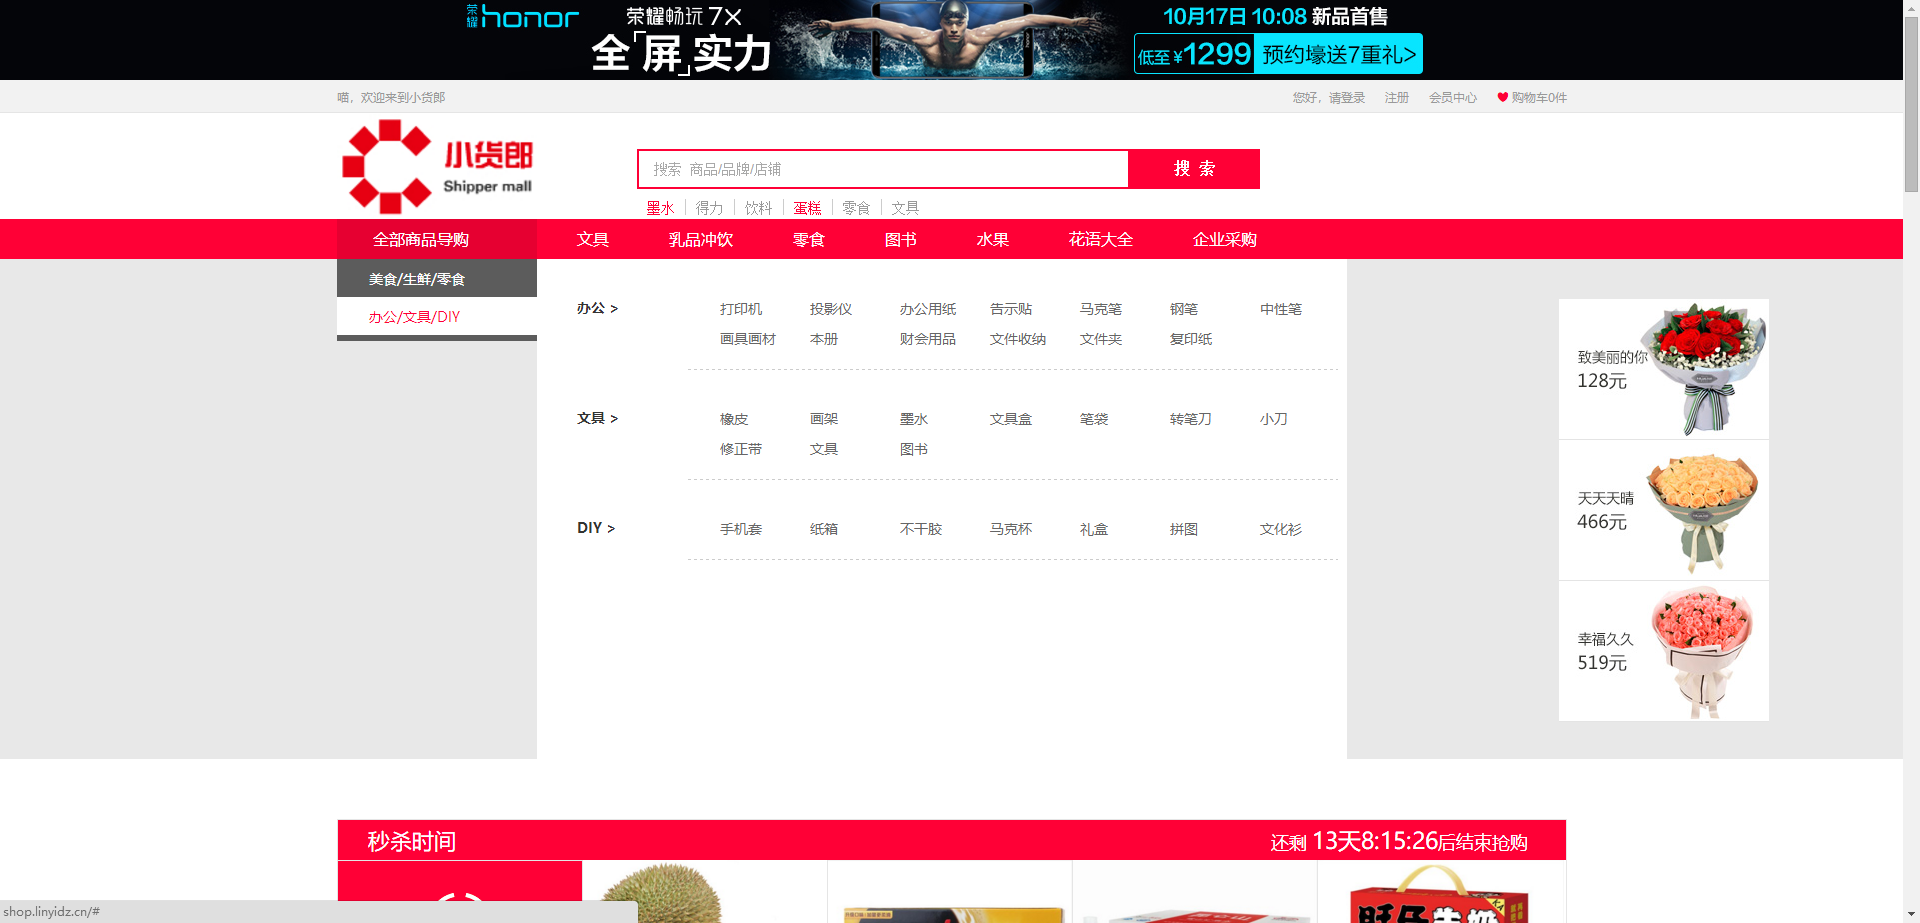 荣耀 honor
荣耀畅玩 7X
全「屏」实力
10月17日 10:08 新品首售
低至 ¥1299 预约壕送7重礼>
喵，欢迎来到小货郎
您好，请登录 注册 会员中心 购物车0件
小货郎
Shipper mall
搜索 商品/品牌/店铺
搜 索
墨水 得力 饮料 蛋糕 零食 文具
全部商品导购 文具 乳品冲饮 零食 图书 水果 花语大全 企业采购
美食/生鲜/零食
办公/文具/DIY
办公 > 打印机 投影仪 办公用纸 告示贴 马克笔 钢笔 中性笔
画具画材 本册 财会用品 文件收纳 文件夹 复印纸
文具 > 橡皮 画架 墨水 文具盒 笔袋 转笔刀 小刀
修正带 文具 图书
DIY > 手机套 纸箱 不干胶 马克杯 礼盒 拼图 文化衫
致美丽的你
128元
天天天晴
466元
幸福久久
519元
秒杀时间 还剩 13天8:15:26后结束抢购
shop.linyidz.cn/#